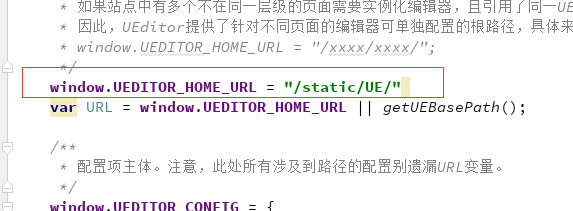 * 如果站点中有多个不在同一层级的页面需要实例化编辑器，且引用了同一UE
* 因此，UEditor提供了针对不同页面的编辑器可单独配置的根路径，具体来
* window.UEDITOR_HOME_URL = "/xxxx/xxxx/";
*/
window.UEDITOR_HOME_URL = "/static/UE/"
var URL = window.UEDITOR_HOME_URL || getUEBasePath();
/**
* 配置项主体。注意，此处所有涉及到路径的配置别遗漏URL变量。
*/
window.UEDITOR_CONFIG = {